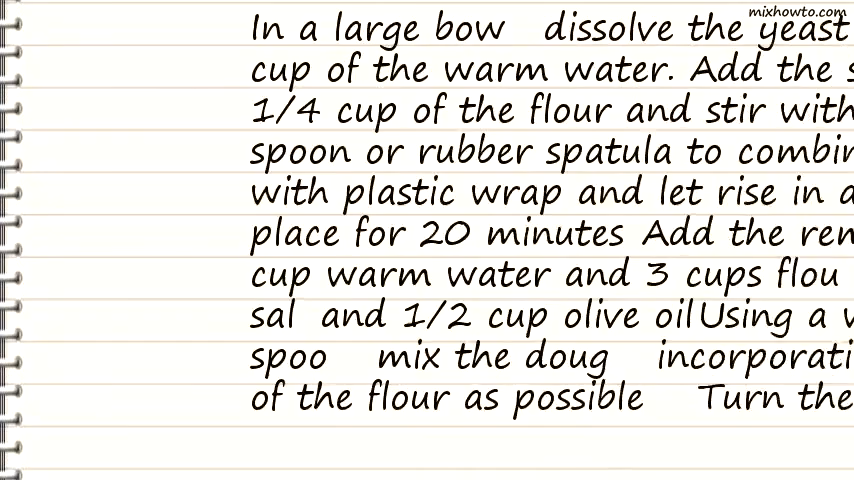 mixhowto.com
In a large bow dissolve the yeast
cup of the warm water. Add the s
1/4 cup of the flour and stir with
spoon or rubber spatula to combin
with plastic wrap and let rise in a
place for 20 minutes Add the rem
cup warm water and 3 cups flou
sal and 1/2 cup olive oil Using a w
spoo mix the doug incorporati
of the flour as possible Turn the